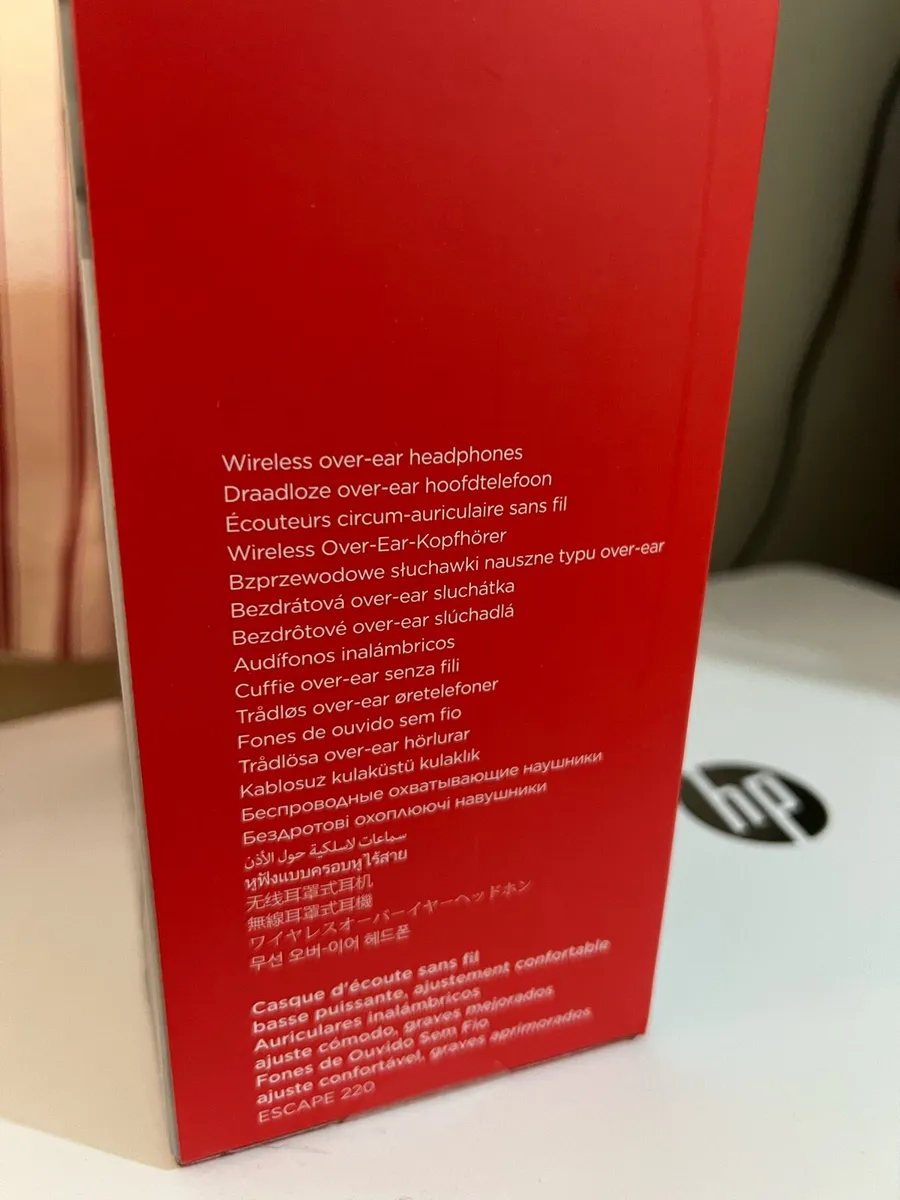 Wireless over-ear headphones
Draadloze over-ear hoofdtelefoon
Écouteurs circum-auriculaire sans fil
Wireless Over-Ear-Kopfhörer
Bzprzewodowe słuchawki nauszne typu over-ear
Bezdrátová over-ear sluchátka
Bezdrôtové over-ear slúchadlá
Audífonos inalámbricos
Cuffie over-ear senza fili
Trådløs over-ear øretelefoner
Fones de ouvido sem fio
Trådlösa over-ear hörlurar
Kablosuz kulaküstü kulaklık
Беспроводные охватывающие наушники
Бездротові охоплюючі навушники
سماعات لاسلكية حول الأذن
หูฟังแบบครอบหูไร้สาย
无线耳罩式耳机
無線耳罩式耳機
ワイヤレスオーバーイヤーヘッドホン
무선 오버-이어 헤드폰
Casque d'écoute sans fil
basse puissante, ajustement confortable
Auriculares inalámbricos
ajuste cómodo, graves mejorados
Fones de Ouvido Sem Fio
ajuste confortável, graves aprimorados
ESCAPE 220
hp